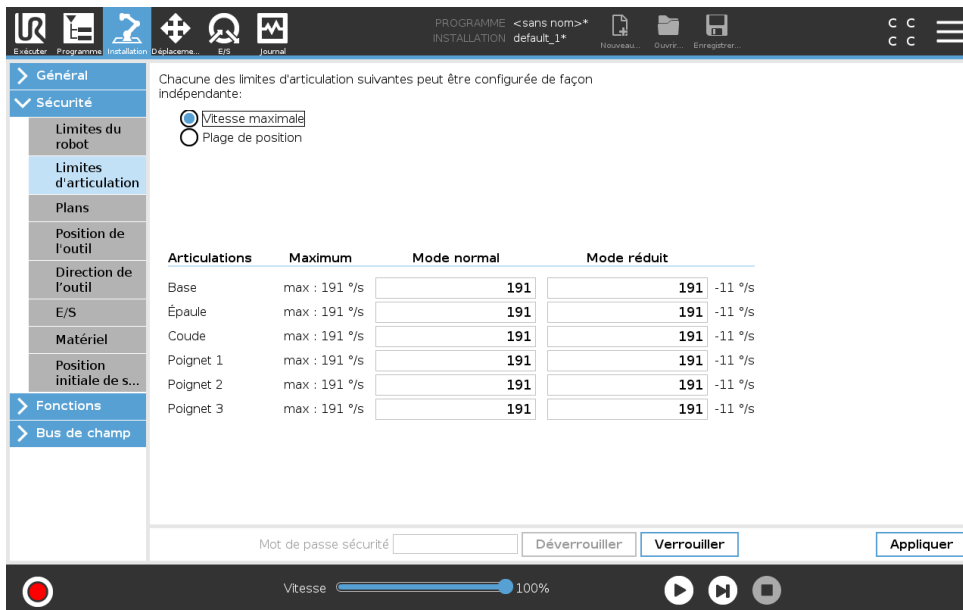 UR
PROGRAMME <sans nom>*
INSTALLATION default_1*
C C
C C
Exécuter Programme Installation Déplaceme... E/S Journal Nouveau... Ouvrir... Enregistrer...
Général
Sécurité
Limites du
robot
Limites
d'articulation
Plans
Position de
l'outil
Direction de
l’outil
E/S
Matériel
Position
initiale de s...
Fonctions
Bus de champ
Chacune des limites d'articulation suivantes peut être configurée de façon
indépendante:
Vitesse maximale
Plage de position
Articulations Maximum Mode normal Mode réduit
Base max : 191 °/s 191 191 -11 °/s
Épaule max : 191 °/s 191 191 -11 °/s
Coude max : 191 °/s 191 191 -11 °/s
Poignet 1 max : 191 °/s 191 191 -11 °/s
Poignet 2 max : 191 °/s 191 191 -11 °/s
Poignet 3 max : 191 °/s 191 191 -11 °/s
Mot de passe sécurité Déverrouiller Verrouiller Appliquer
Vitesse 100%